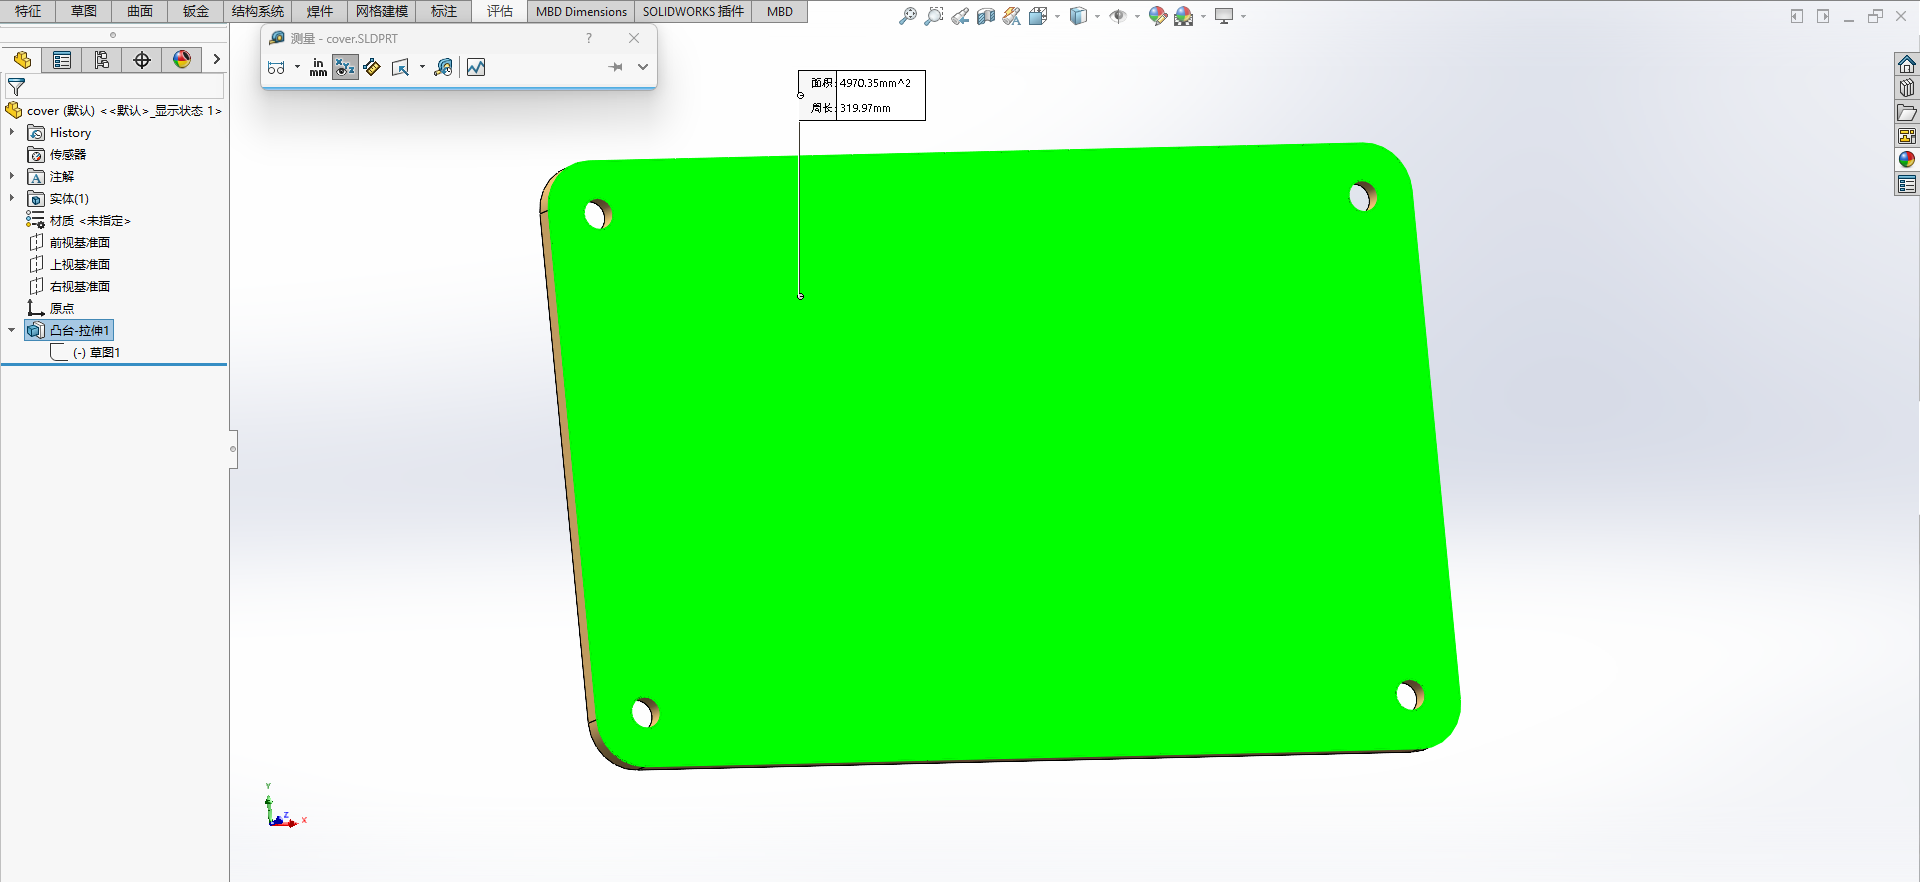 特征 草图 曲面 钣金 结构系统 焊件 网格建模 标注 评估 MBD Dimensions SOLIDWORKS 插件 MBD
测量 - cover.SLDPRT ?
in
mm
面积: 4970.35mm^2
周长: 319.97mm
cover (默认) <<默认>_显示状态 1>
History
传感器
注解
实体(1)
材质 <未指定>
前视基准面
上视基准面
右视基准面
原点
凸台-拉伸1
(-) 草图1
Y
Z
X